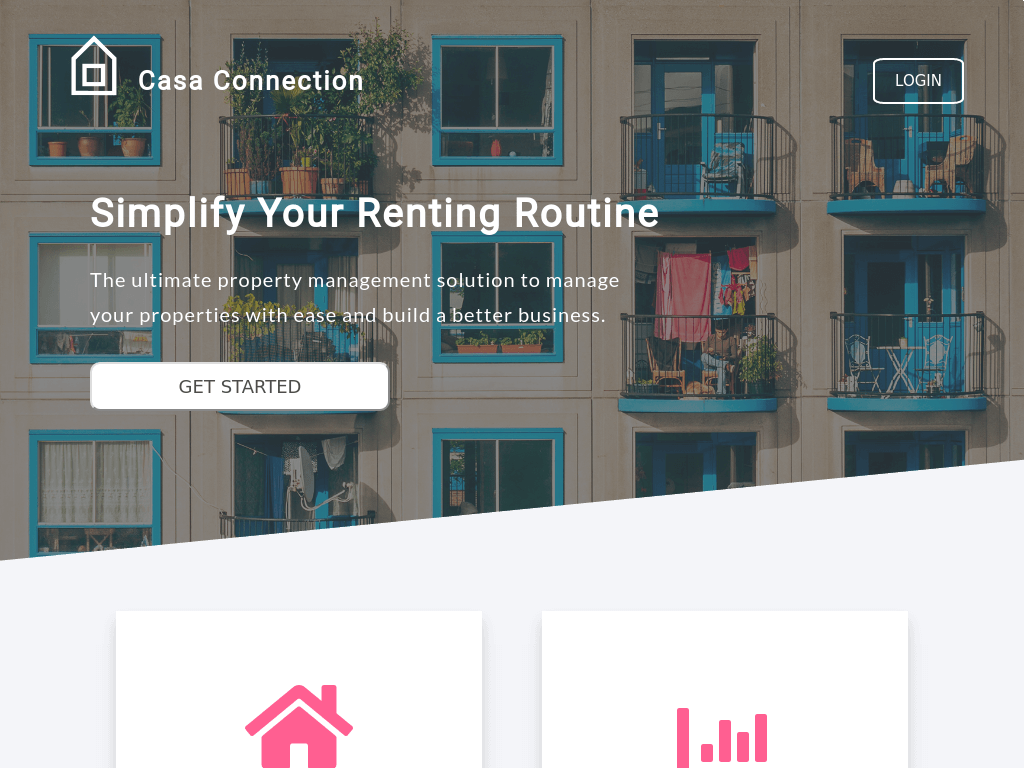 Casa Connection
LOGIN
Simplify Your Renting Routine
The ultimate property management solution to manage
your properties with ease and build a better business.
GET STARTED